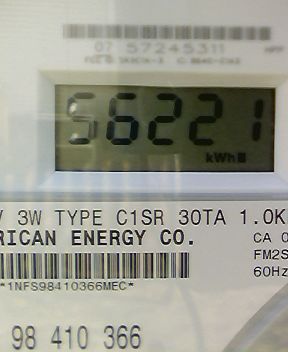 07 57245311
56221
kWh
V 3W TYPE C1SR 30TA 1.0K
RICAN ENERGY CO.
CA 0
FM2S
60Hz
*1NFS98410366MEC*
98 410 366